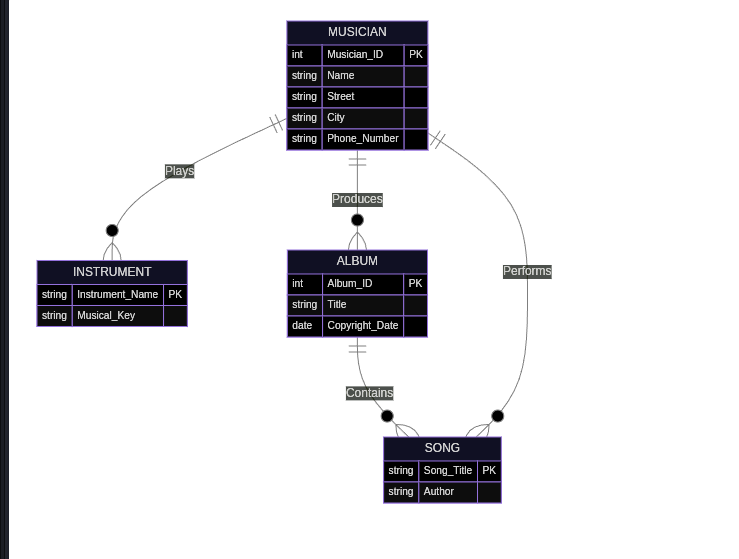 MUSICIAN
int Musician_ID PK
string Name
string Street
string City
string Phone_Number
Plays
Produces
Performs
INSTRUMENT
string Instrument_Name PK
string Musical_Key
ALBUM
int Album_ID PK
string Title
date Copyright_Date
Contains
SONG
string Song_Title PK
string Author